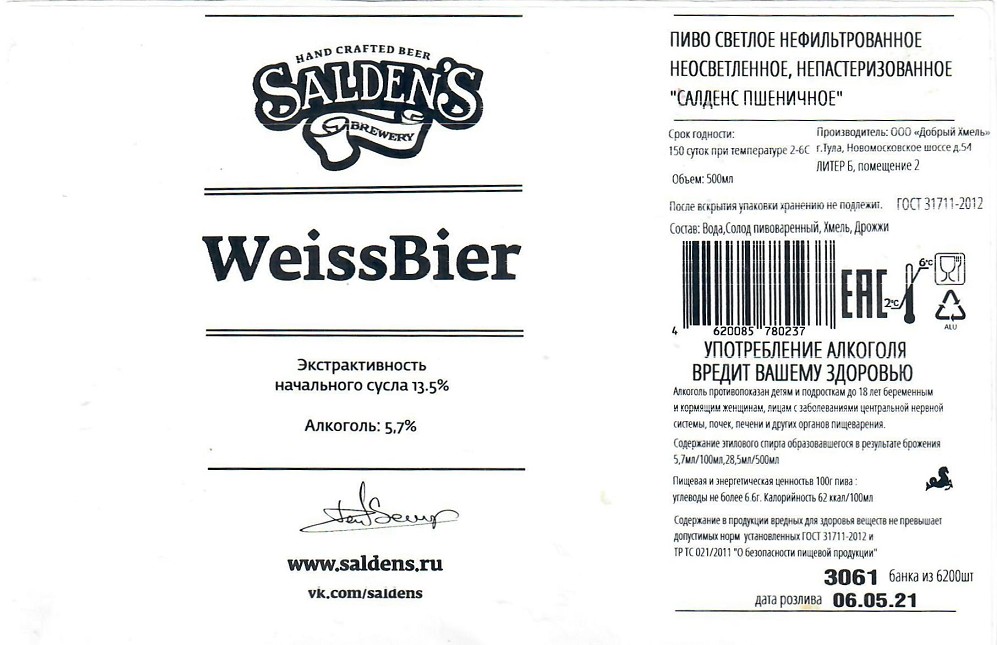 HAND CRAFTED BEER
SALDEN'S
BREWERY
WeissBier
Экстрактивность
начального сусла 13.5%
Алкоголь: 5,7%
www.saldens.ru
vk.com/saldens
ПИВО СВЕТЛОЕ НЕФИЛЬТРОВАННОЕ
НЕОСВЕТЛЕННОЕ, НЕПАСТЕРИЗОВАННОЕ
"САЛДЕНС ПШЕНИЧНОЕ"
Срок годности:
150 суток при температуре 2-6С
Объем: 500мл
Производитель: ООО «Добрый Хмель»
г.Тула, Новомосковское шоссе д.54
ЛИТЕР Б, помещение 2
После вскрытия упаковки хранению не подлежит. ГОСТ 31711-2012
Состав: Вода,Солод пивоваренный, Хмель, Дрожжи
4 620085 780237
EAC
6°C
2°C
ALU
УПОТРЕБЛЕНИЕ АЛКОГОЛЯ
ВРЕДИТ ВАШЕМУ ЗДОРОВЬЮ
Алкоголь противопоказан детям и подросткам до 18 лет беременным
и кормящим женщинам, лицам с заболеваниями центральной нервной
системы, почек, печени и других органов пищеварения.
Содержание этилового спирта образовавшегося в результате брожения
5,7мл/100мл,28,5мл/500мл
Пищевая и энергетическая ценностьв 100г пива :
углеводы не более 6.6г. Калорийность 62 ккал/100мл
Содержание в продукции вредных для здоровья веществ не превышает
допустимых норм установленных ГОСТ 31711-2012 и
ТР ТС 021/2011 "О безопасности пищевой продукции"
3061 банка из 6200шт
дата розлива 06.05.21